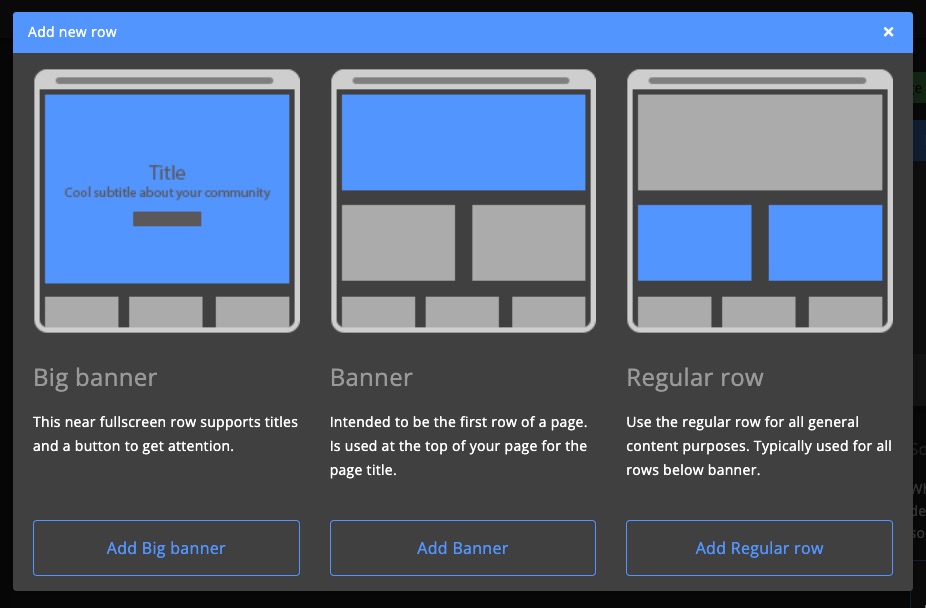 Add new row
Title
Cool subtitle about your community
Big banner
This near fullscreen row supports titles
and a button to get attention.
Add Big banner
Banner
Intended to be the first row of a page.
Is used at the top of your page for the
page title.
Add Banner
Regular row
Use the regular row for all general
content purposes. Typically used for all
rows below banner.
Add Regular row